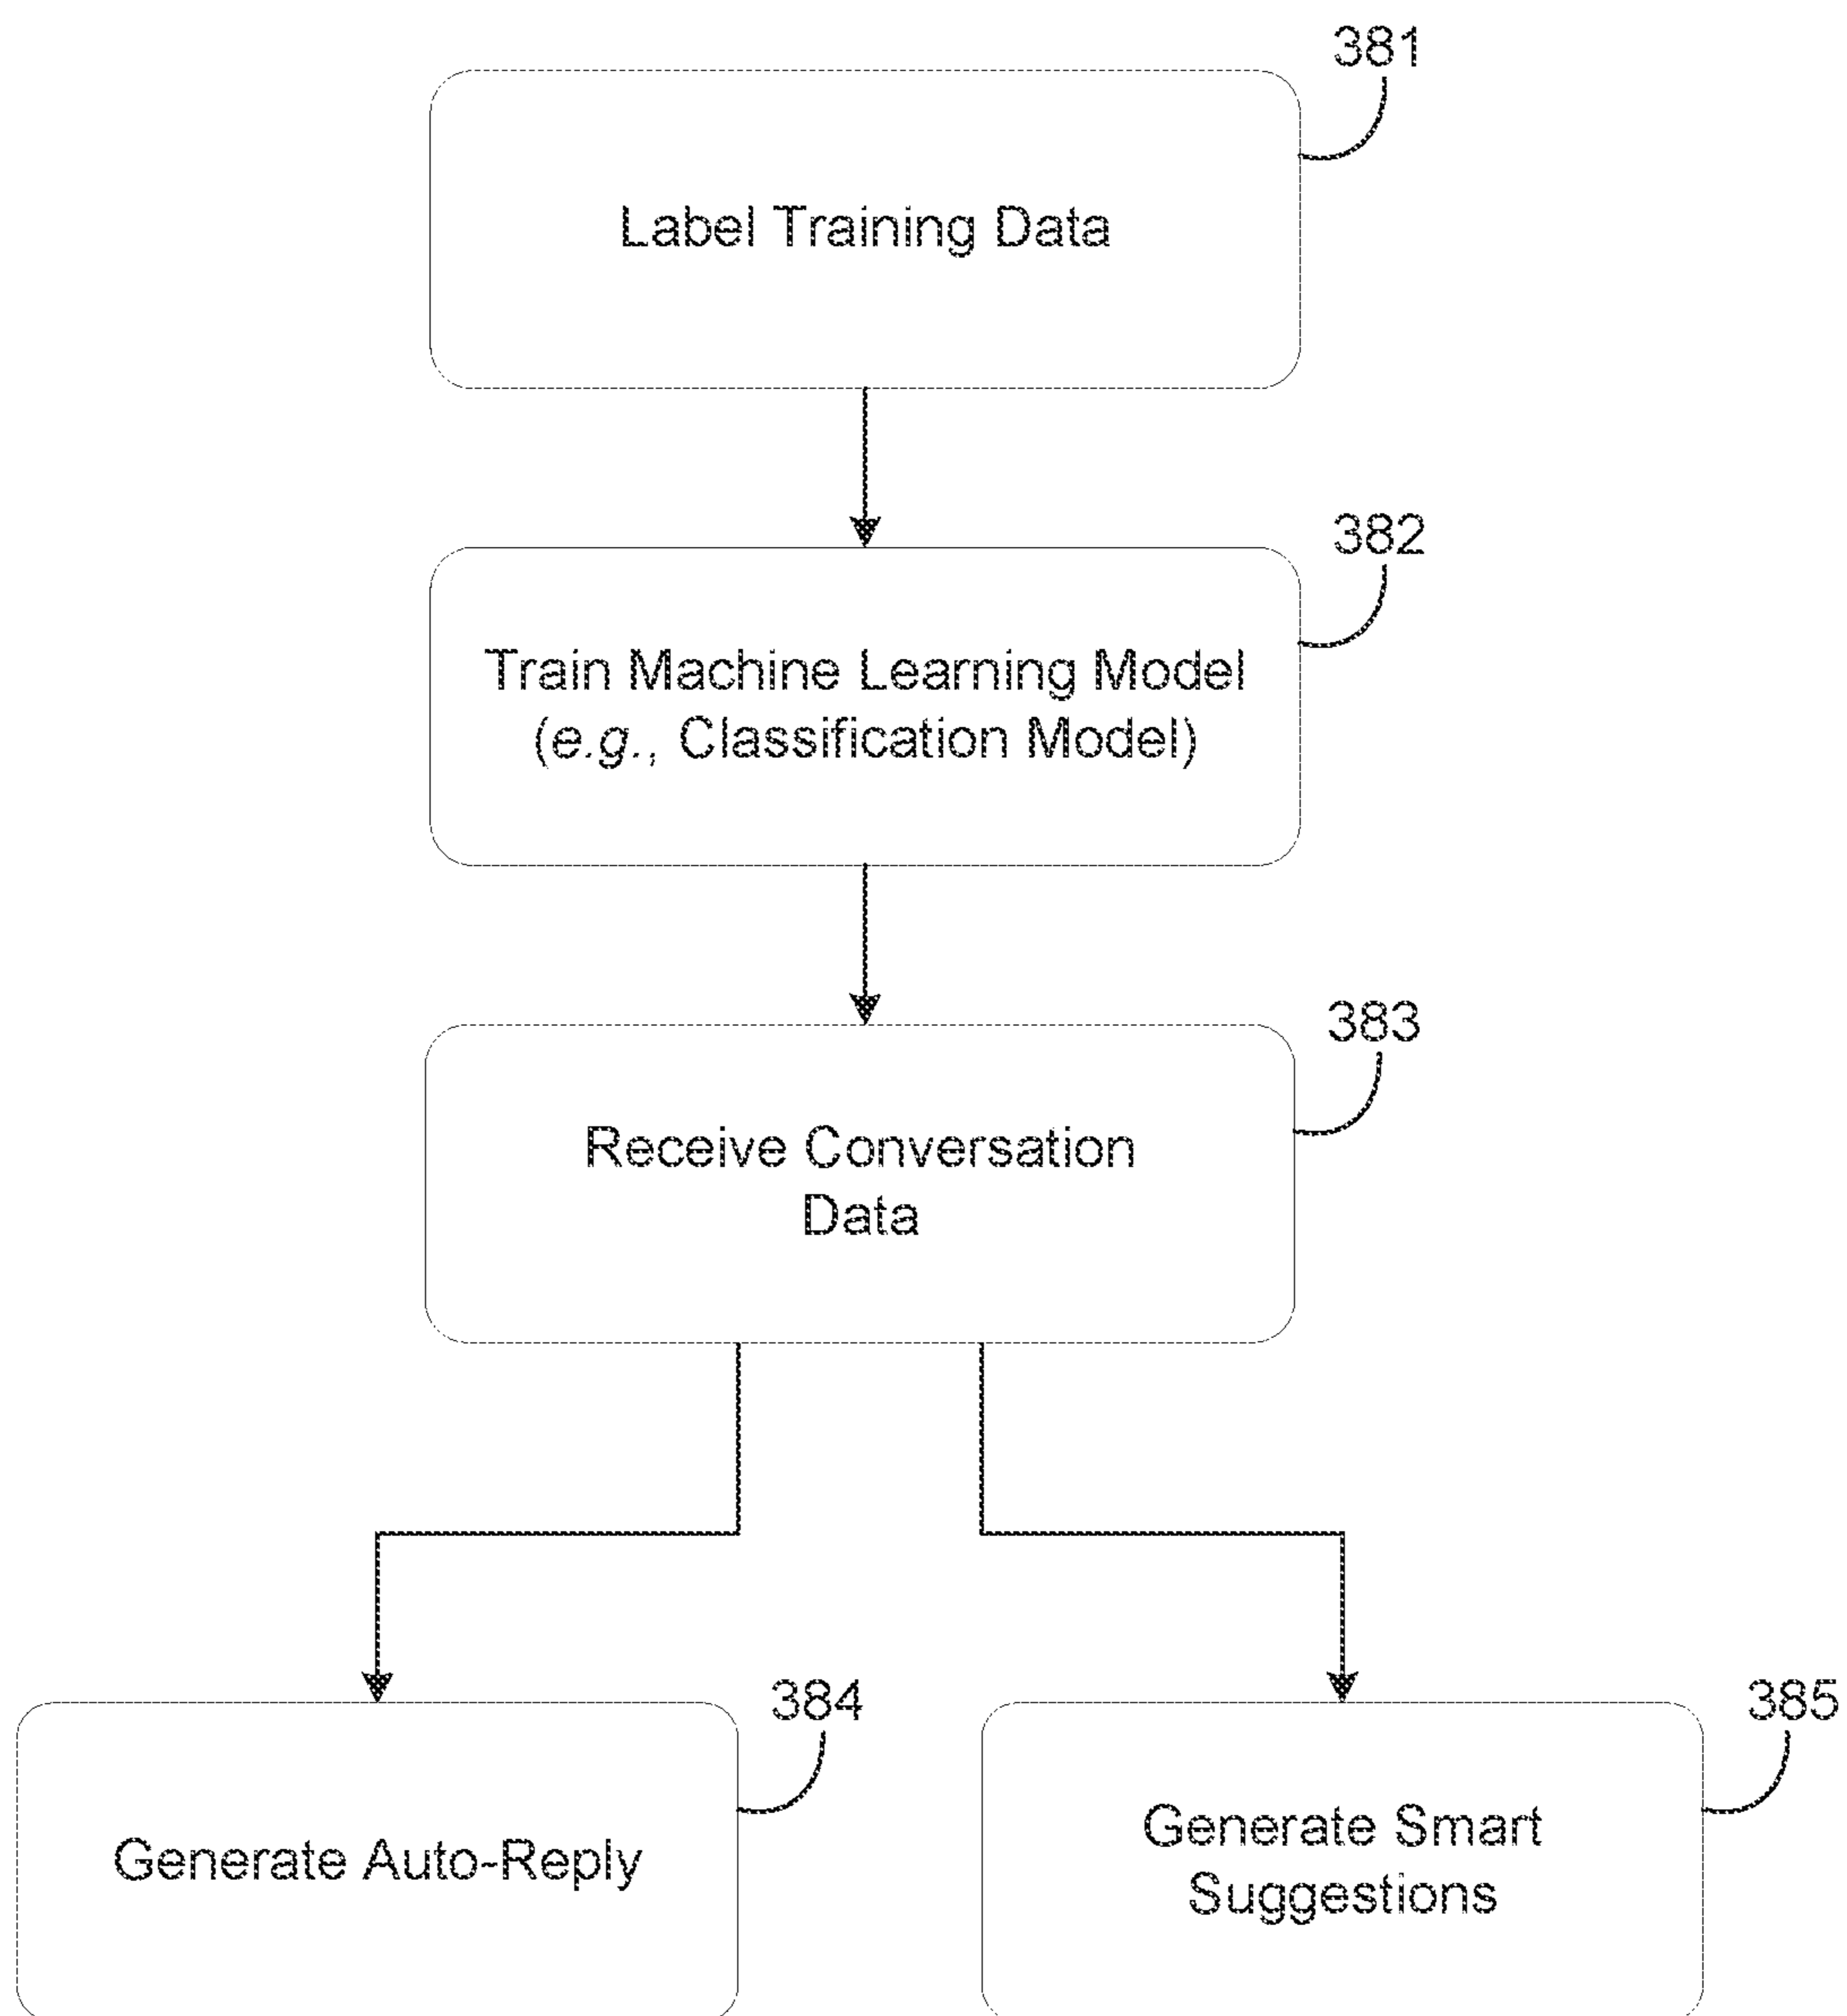 381
Label Training Data
382
Train Machine Learning Model
(e.g., Classification Model)
383
Receive Conversation
Data
384
Generate Auto-Reply
385
Generate Smart
Suggestions